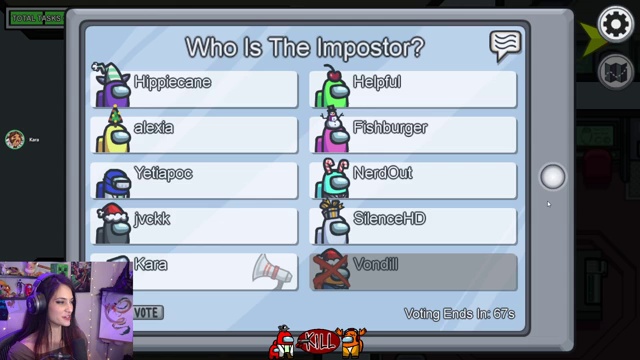 TOTAL TASKS
Who Is The Impostor?
Hippiecane
Helpful
alexia
Fishburger
Kara
Yetiapoc
NerdOut
jvckk
SilenceHD
Kara
Vondill
VOTE
Voting Ends In: 67s
KILL